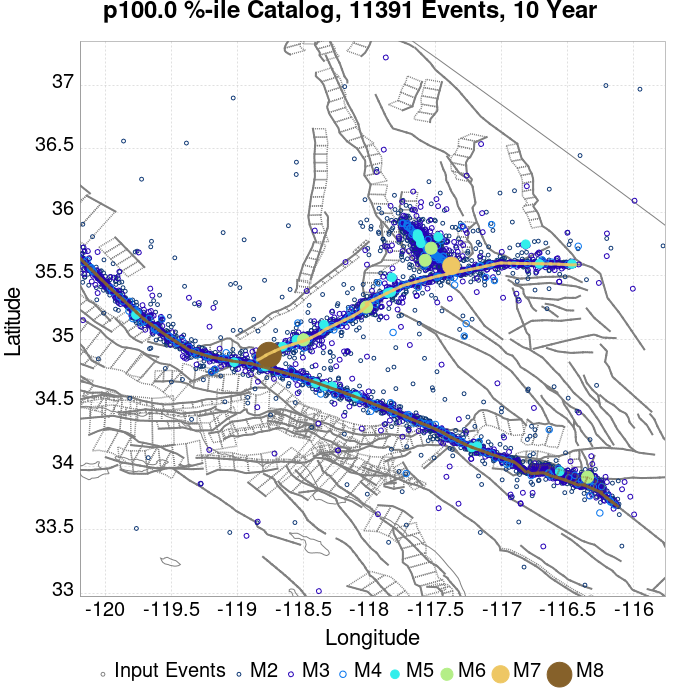 p100.0 %-ile Catalog, 11391 Events, 10 Year
37
36.5
36
35.5
35
34.5
34
33.5
33
Latitude
-120 -119.5 -119 -118.5 -118 -117.5 -117 -116.5 -116
Longitude
Input Events M2 M3 M4 M5 M6 M7 M8